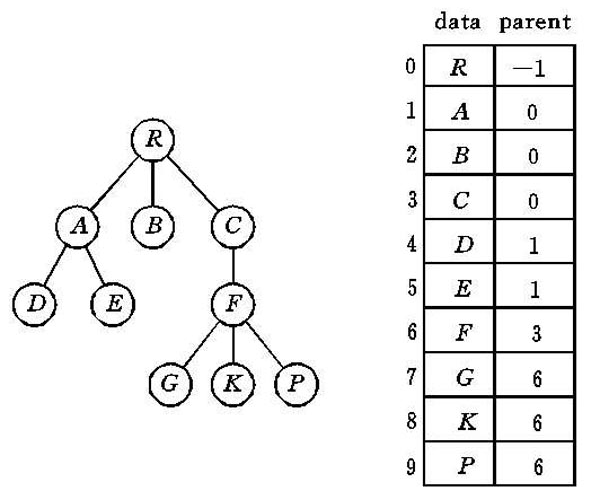 data parent
0 R −1
1 A 0
2 B 0
3 C 0
4 D 1
5 E 1
6 F 3
7 G 6
8 K 6
9 P 6
R
A B C
D E F
G K P